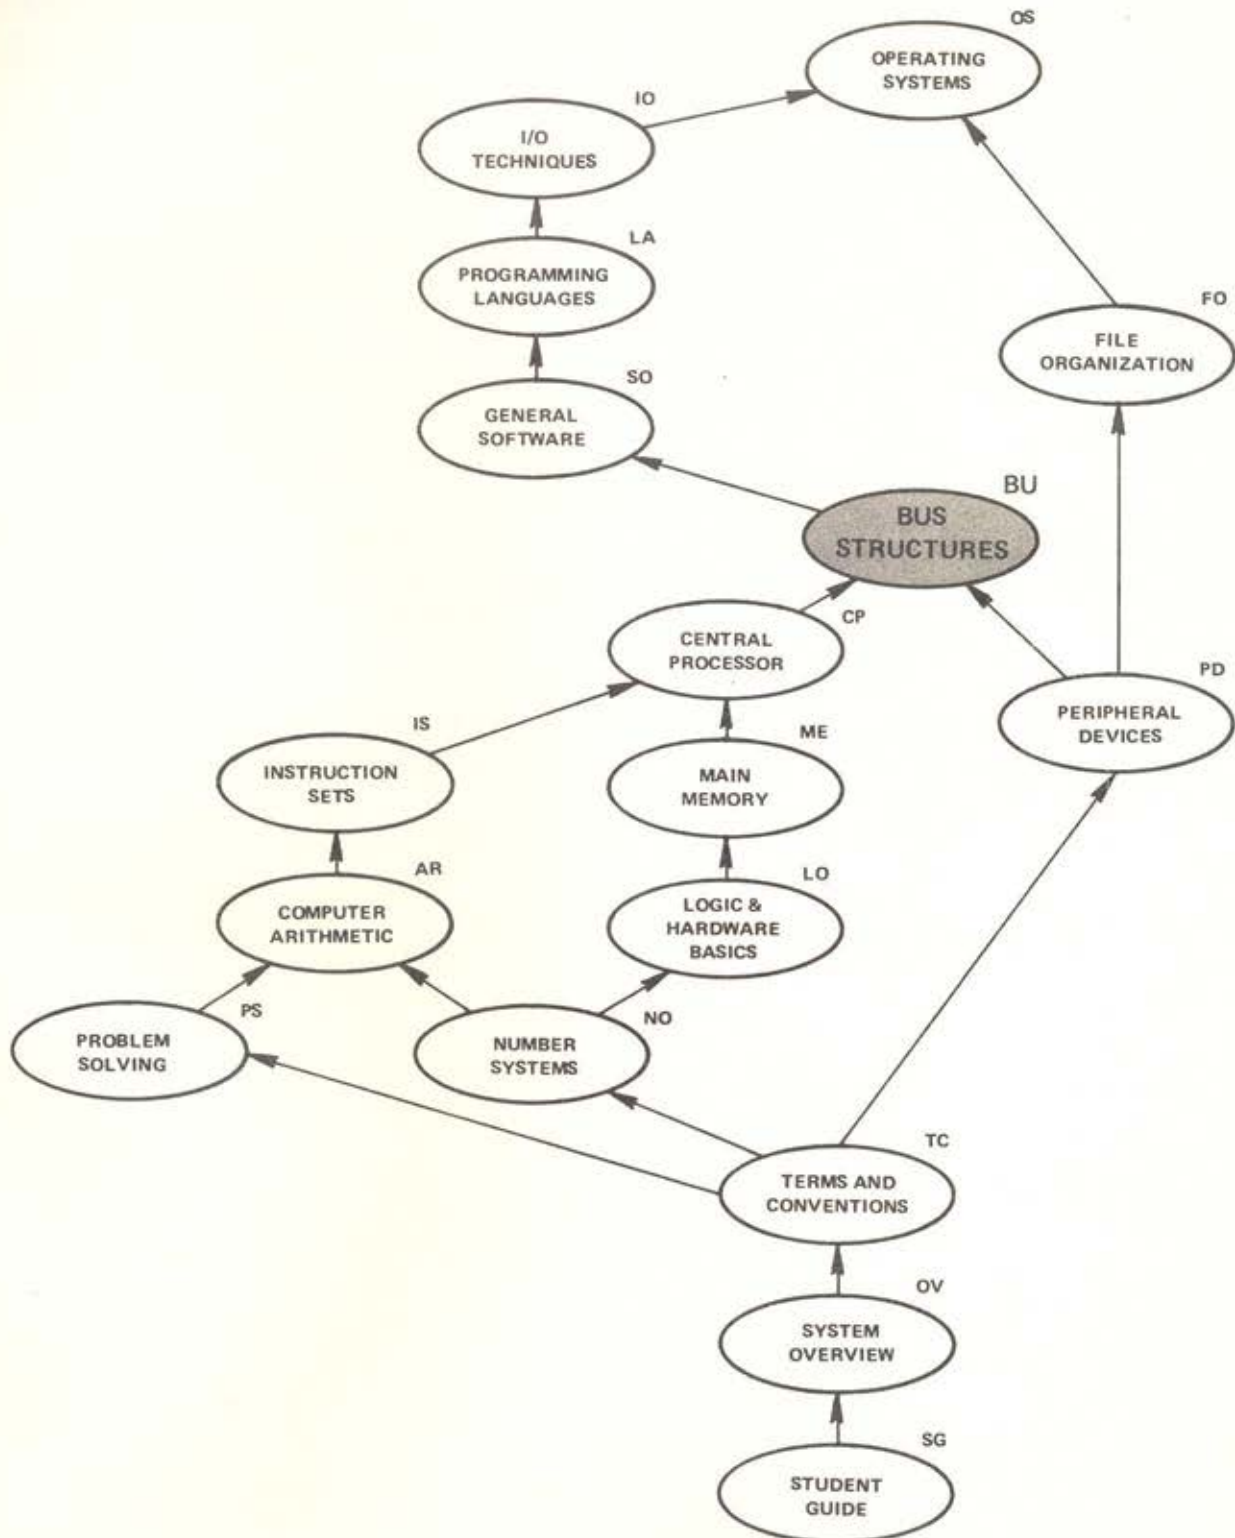 OS
OPERATING
SYSTEMS
IO
I/O
TECHNIQUES
LA
PROGRAMMING
LANGUAGES
FO
FILE
ORGANIZATION
SO
GENERAL
SOFTWARE
BU
BUS
STRUCTURES
CP
CENTRAL
PROCESSOR
PD
PERIPHERAL
DEVICES
IS
INSTRUCTION
SETS
ME
MAIN
MEMORY
AR
COMPUTER
ARITHMETIC
LO
LOGIC &
HARDWARE
BASICS
PS
PROBLEM
SOLVING
NO
NUMBER
SYSTEMS
TC
TERMS AND
CONVENTIONS
OV
SYSTEM
OVERVIEW
SG
STUDENT
GUIDE